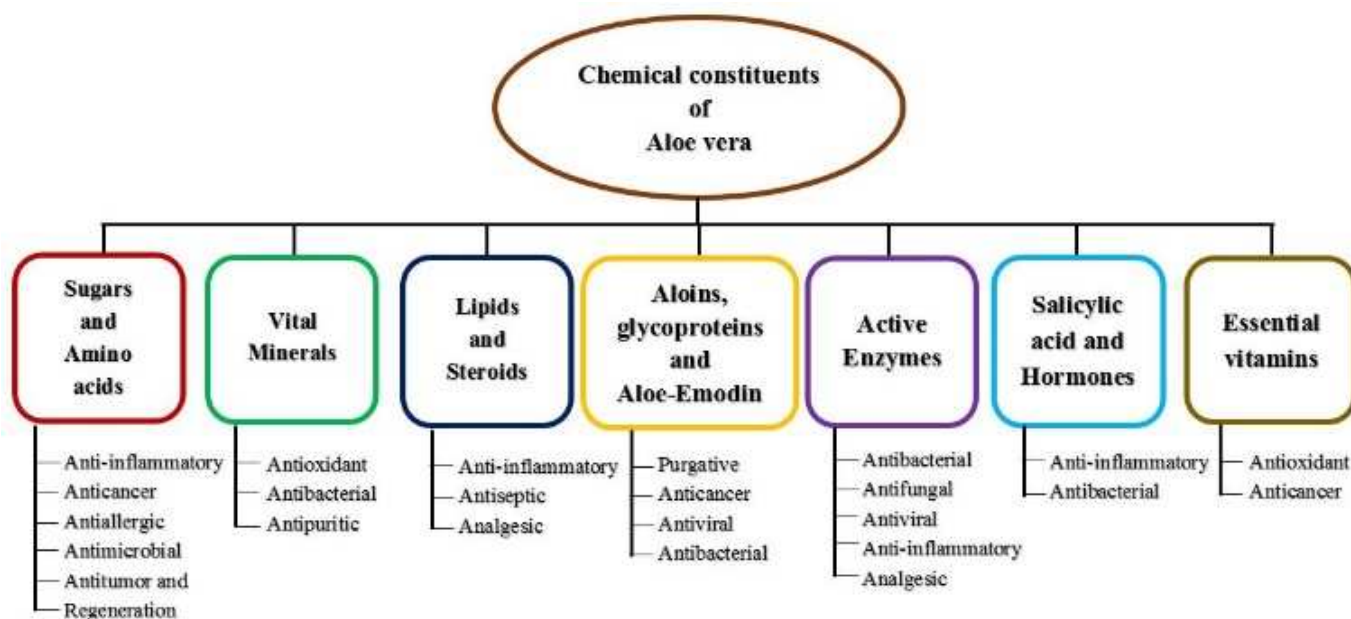 Chemical constituents
of
Aloe vera
Sugars
and
Amino
acids
Anti-inflammatory
Anticancer
Antiallergic
Antimicrobial
Antitumor and
Regeneration
Vital
Minerals
Antioxidant
Antibacterial
Antipuritic
Lipids
and
Steroids
Anti-inflammatory
Antiseptic
Analgesic
Aloins,
glycoproteins
and
Aloe-Emodin
Purgative
Anticancer
Antiviral
Antibacterial
Active
Enzymes
Antibacterial
Antifungal
Antiviral
Anti-inflammatory
Analgesic
Salicylic
acid and
Hormones
Anti-inflammatory
Antibacterial
Essential
vitamins
Antioxidant
Anticancer